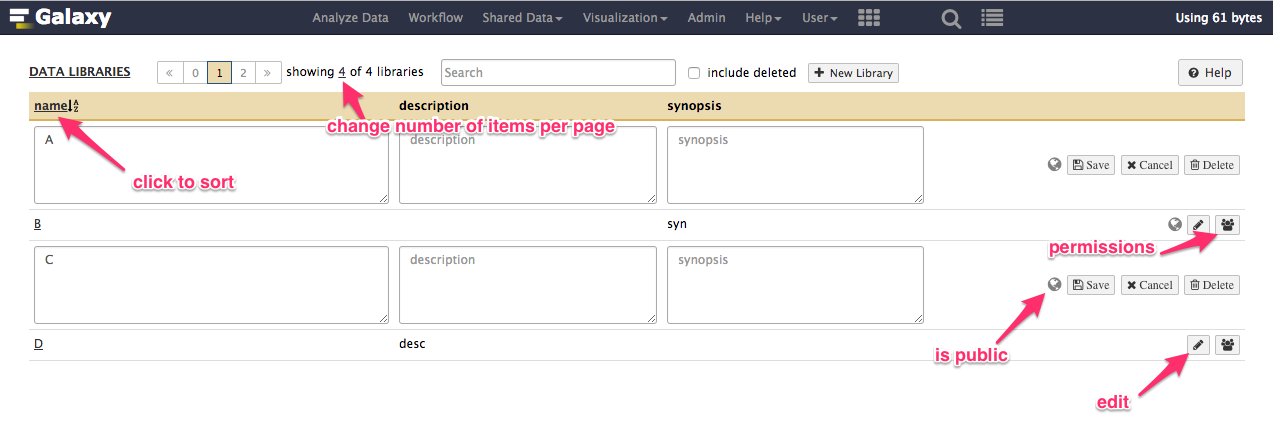 Galaxy Analyze Data Workflow Shared Data Visualization Admin Help User Using 61 bytes
DATA LIBRARIES « 0 1 2 » showing 4 of 4 libraries Search include deleted + New Library ? Help
name AZ description synopsis
change number of items per page
A description synopsis
Save Cancel Delete
click to sort
B syn
permissions
C description synopsis
Save Cancel Delete
D desc
is public
edit